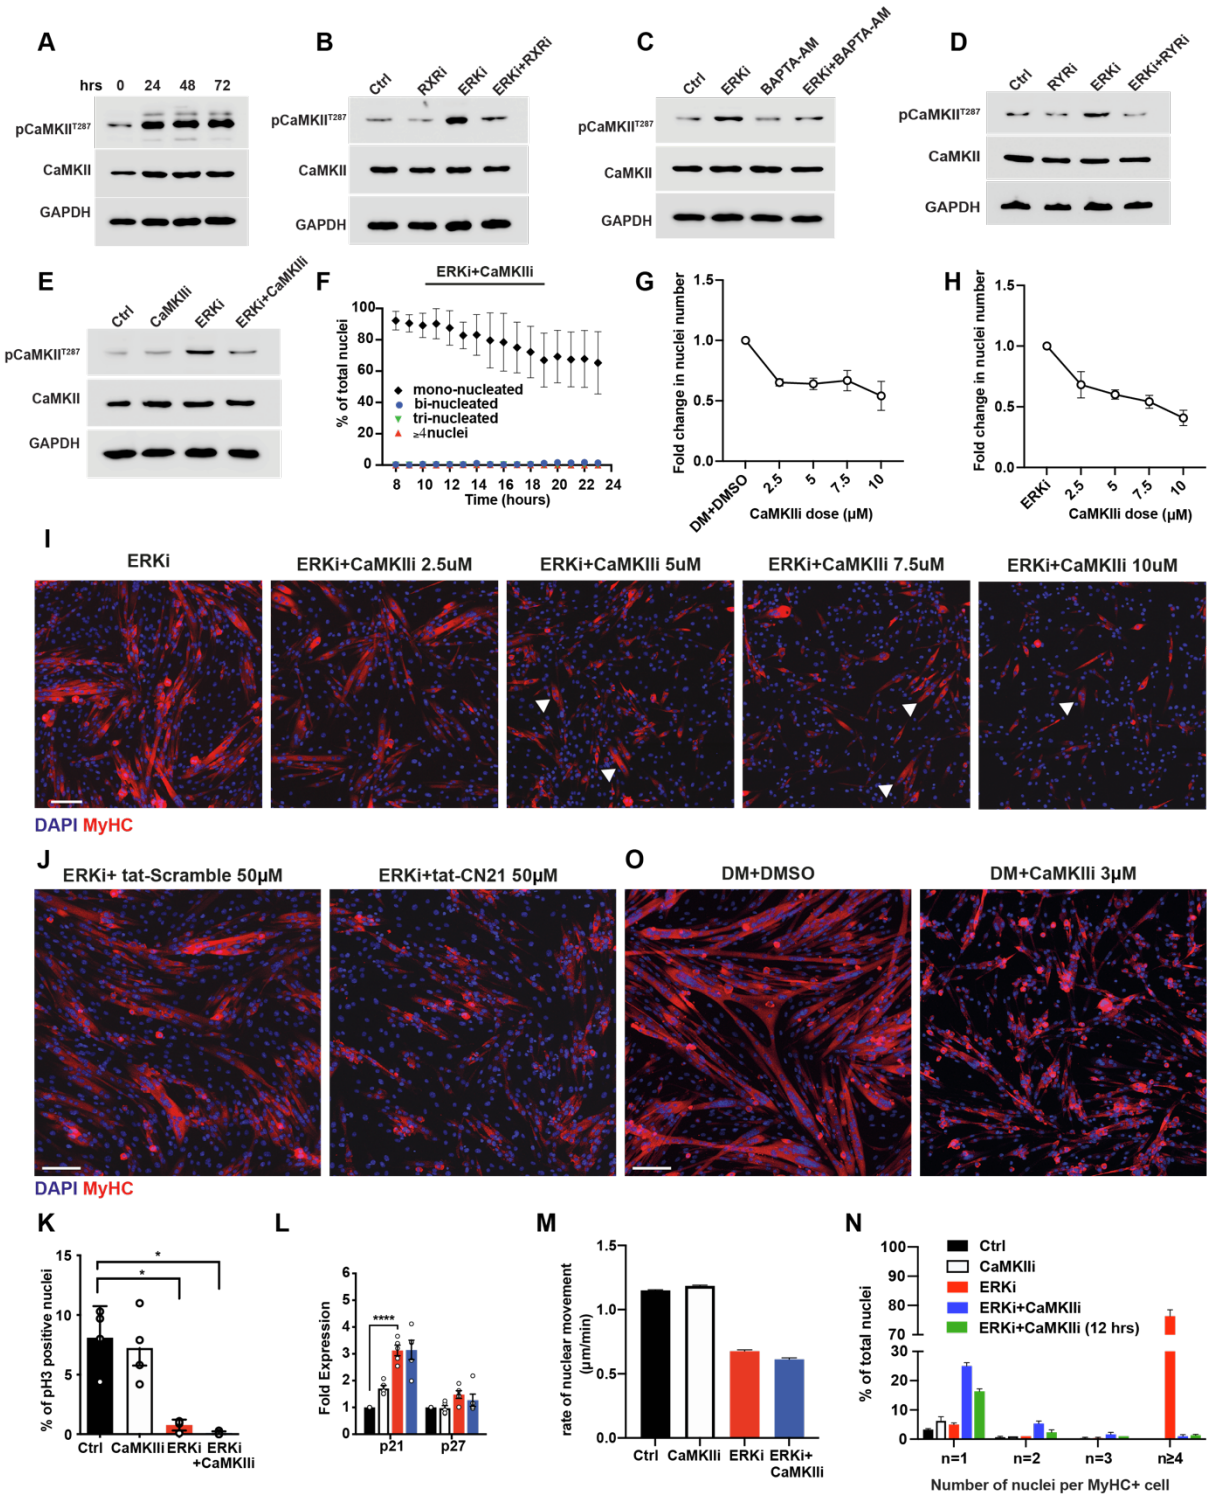 A
hrs 0 24 48 72
pCaMKII^T287
CaMKII
GAPDH
B
Ctrl RXRi ERKi ERKi+RXRi
pCaMKII^T287
CaMKII
GAPDH
C
Ctrl ERKi BAPTA-AM ERKi+BAPTA-AM
pCaMKII^T287
CaMKII
GAPDH
D
Ctrl RYRi ERKi ERKi+RYRi
pCaMKII^T287
CaMKII
GAPDH
E
Ctrl CaMKIIi ERKi ERKi+CaMKIIi
pCaMKII^T287
CaMKII
GAPDH
F
ERKi+CaMKIIi
% of total nuclei
100
80
60
40
20
0
mono-nucleated
bi-nucleated
tri-nucleated
≥4nuclei
8 10 12 14 16 18 20 22 24
Time (hours)
G
Fold change in nuclei number
1.5
1.0
0.5
0.0
DM+DMSO 2.5 5 7.5 10
CaMKIIi dose (µM)
H
Fold change in nuclei number
1.5
1.0
0.5
0.0
ERKi 2.5 5 7.5 10
CaMKIIi dose (µM)
I
ERKi
ERKi+CaMKIIi 2.5uM
ERKi+CaMKIIi 5uM
ERKi+CaMKIIi 7.5uM
ERKi+CaMKIIi 10uM
DAPI MyHC
J
ERKi+ tat-Scramble 50µM
ERKi+tat-CN21 50µM
O
DM+DMSO
DM+CaMKIIi 3µM
DAPI MyHC
K
% of pH3 positive nuclei
15
10
5
0
*
*
Ctrl CaMKIIi ERKi ERKi
+CaMKIIi
L
Fold Expression
6
5
4
3
2
1
0
****
p21 p27
M
rate of nuclear movement
(µm/min)
1.5
1.0
0.5
0.0
Ctrl CaMKIIi ERKi ERKi+
CaMKIIi
N
% of total nuclei
100
90
80
70
30
20
10
0
Ctrl
CaMKIIi
ERKi
ERKi+CaMKIIi
ERKi+CaMKIIi (12 hrs)
n=1 n=2 n=3 n≥4
Number of nuclei per MyHC+ cell